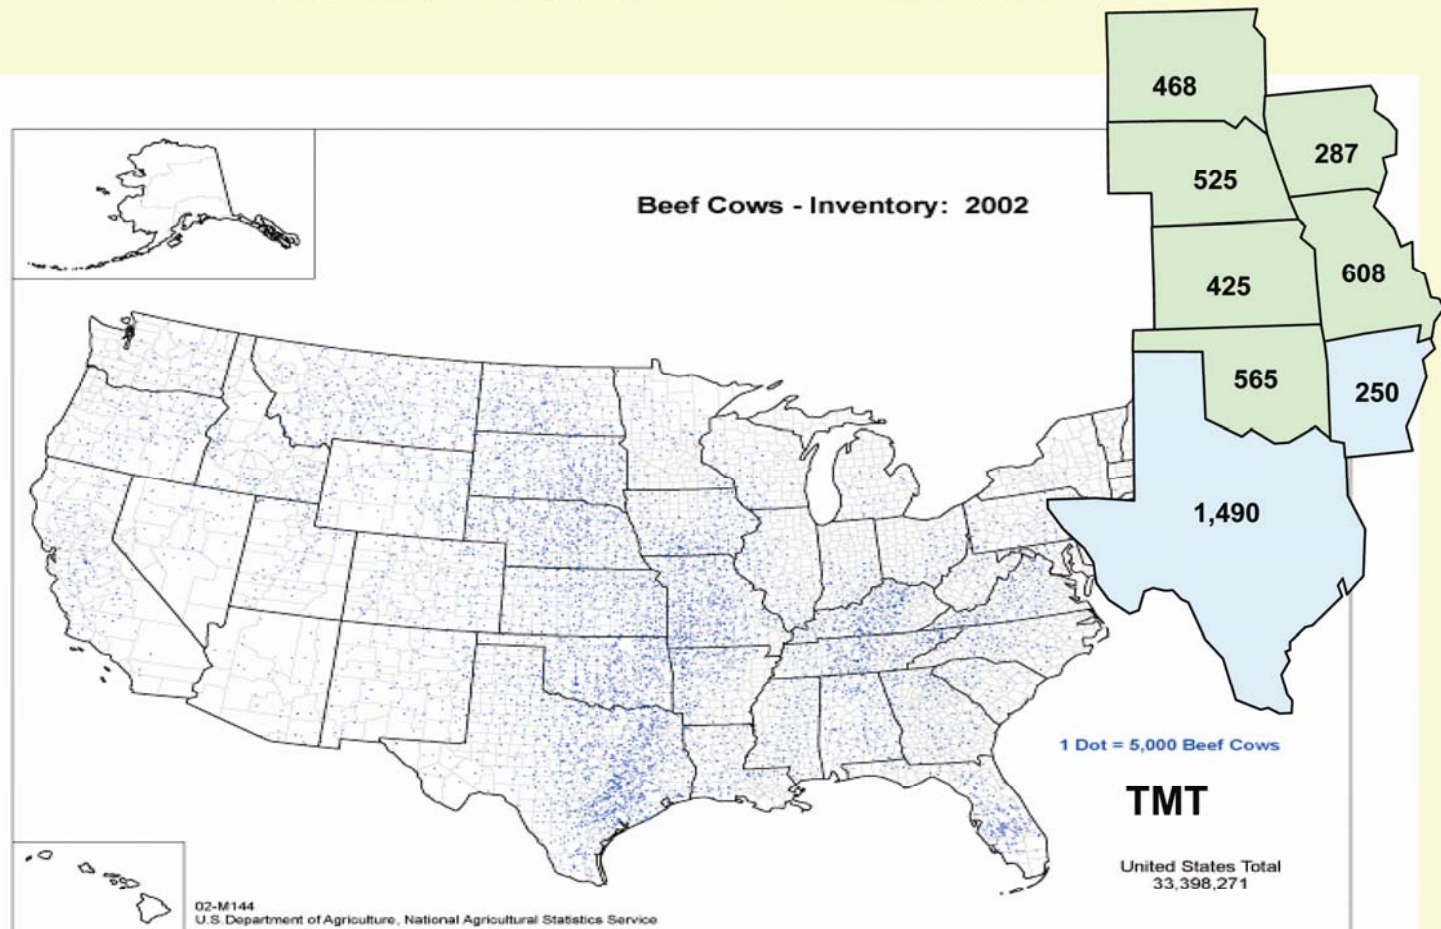 468
287
Beef Cows - Inventory: 2002
525
608
425
565
250
1,490
1 Dot = 5,000 Beef Cows
TMT
United States Total
33,398,271
02-M144
U.S.Department of Agriculture, National Agricultural Statistics Service